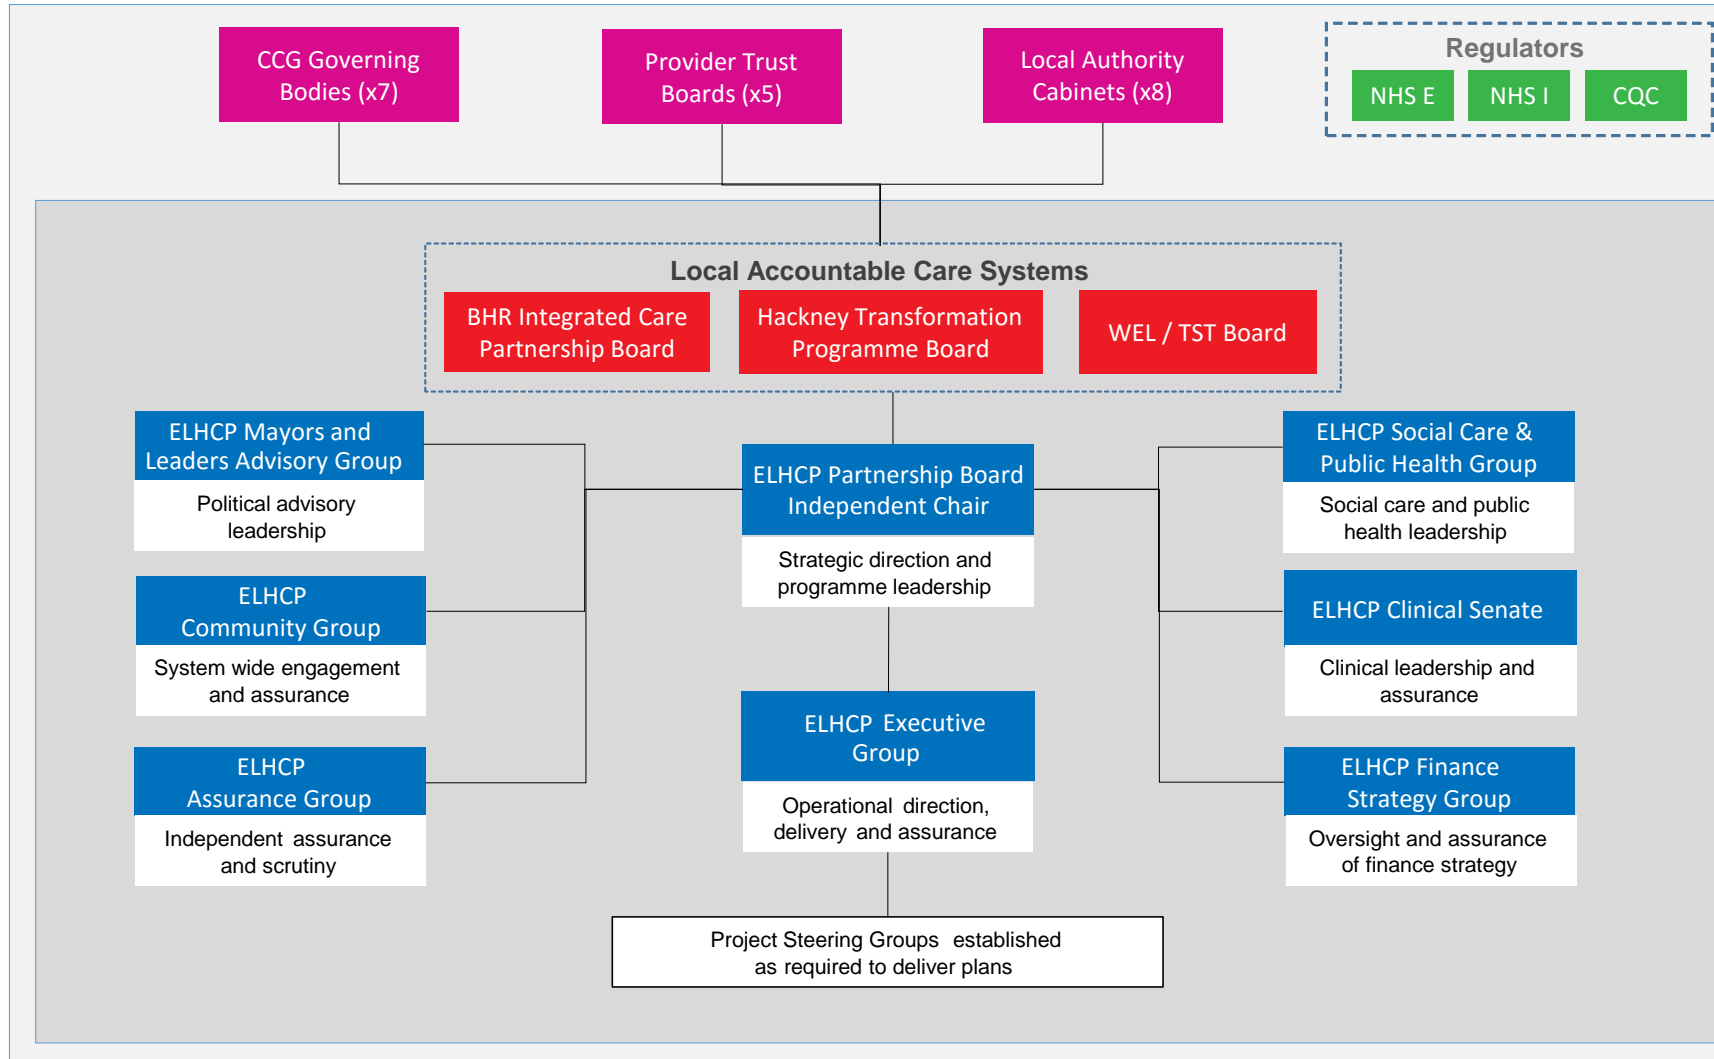 CCG Governing
Bodies (x7)
Provider Trust
Boards (x5)
Local Authority
Cabinets (x8)
Regulators
NHS E
NHS I
CQC
Local Accountable Care Systems
BHR Integrated Care
Partnership Board
Hackney Transformation
Programme Board
WEL / TST Board
ELHCP Mayors and
Leaders Advisory Group
Political advisory
leadership
ELHCP Partnership Board
Independent Chair
Strategic direction and
programme leadership
ELHCP Social Care &
Public Health Group
Social care and public
health leadership
ELHCP
Community Group
System wide engagement
and assurance
ELHCP Clinical Senate
Clinical leadership and
assurance
ELHCP Executive
Group
Operational direction,
delivery and assurance
ELHCP
Assurance Group
Independent assurance
and scrutiny
ELHCP Finance
Strategy Group
Oversight and assurance
of finance strategy
Project Steering Groups established
as required to deliver plans